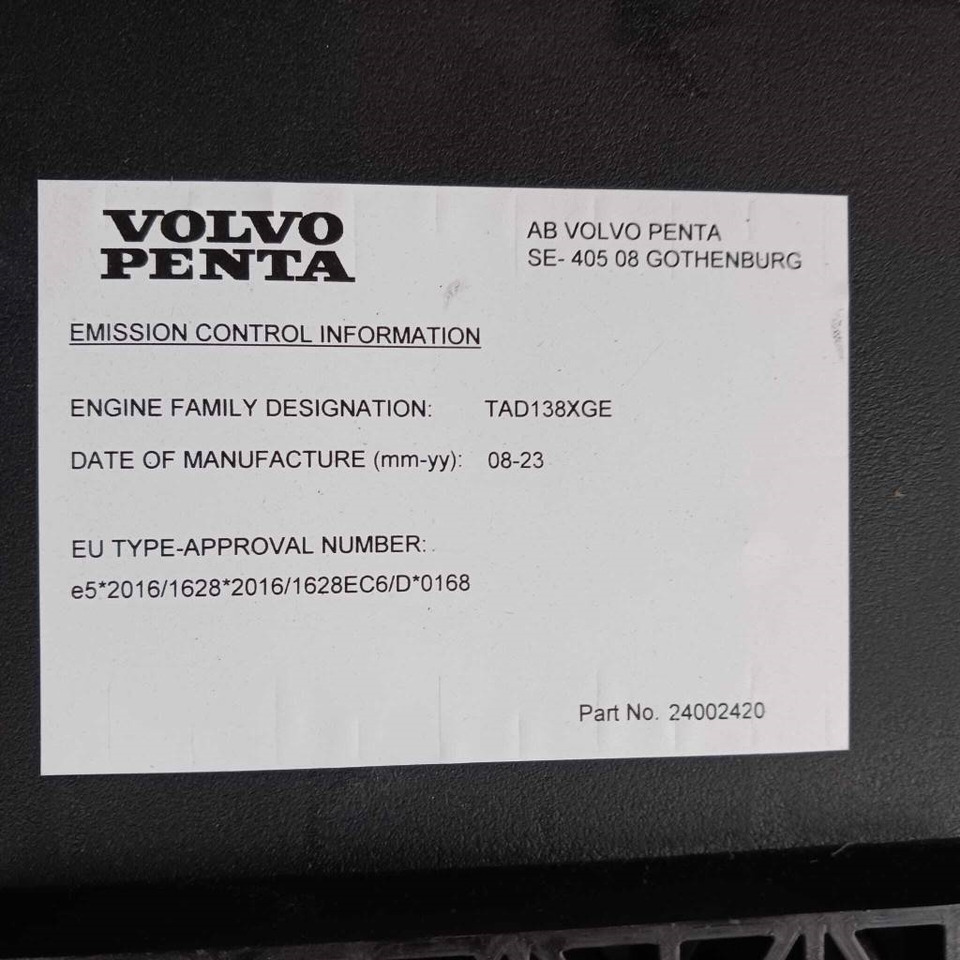 VOLVO
PENTA
AB VOLVO PENTA
SE- 405 08 GOTHENBURG
EMISSION CONTROL INFORMATION
ENGINE FAMILY DESIGNATION: TAD138XGE
DATE OF MANUFACTURE (mm-yy): 08-23
EU TYPE-APPROVAL NUMBER:
e5*2016/1628*2016/1628EC6/D*0168
Part No. 24002420